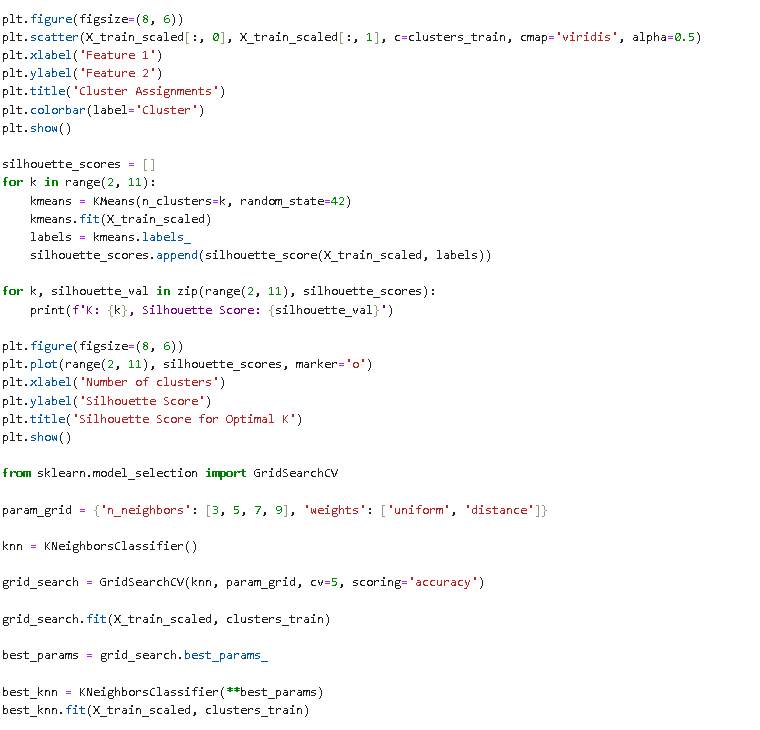 plt.figure(figsize=(8, 6))
plt.scatter(X_train_scaled[:, 0], X_train_scaled[:, 1], c=clusters_train, cmap='viridis', alpha=0.5)
plt.xlabel('Feature 1')
plt.ylabel('Feature 2')
plt.title('Cluster Assignments')
plt.colorbar(label='Cluster')
plt.show()

silhouette_scores = []
for k in range(2, 11):
    kmeans = KMeans(n_clusters=k, random_state=42)
    kmeans.fit(X_train_scaled)
    labels = kmeans.labels_
    silhouette_scores.append(silhouette_score(X_train_scaled, labels))

for k, silhouette_val in zip(range(2, 11), silhouette_scores):
    print(f'K: {k}, Silhouette Score: {silhouette_val}')

plt.figure(figsize=(8, 6))
plt.plot(range(2, 11), silhouette_scores, marker='o')
plt.xlabel('Number of clusters')
plt.ylabel('Silhouette Score')
plt.title('Silhouette Score for Optimal K')
plt.show()

from sklearn.model_selection import GridSearchCV

param_grid = {'n_neighbors': [3, 5, 7, 9], 'weights': ['uniform', 'distance']}

knn = KNeighborsClassifier()

grid_search = GridSearchCV(knn, param_grid, cv=5, scoring='accuracy')

grid_search.fit(X_train_scaled, clusters_train)

best_params = grid_search.best_params_

best_knn = KNeighborsClassifier(**best_params)
best_knn.fit(X_train_scaled, clusters_train)